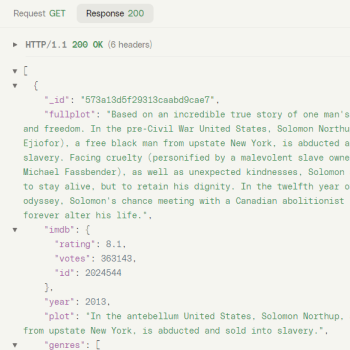 Request GET Response 200
HTTP/1.1 200 OK (6 headers)
[
{
"_id": "573a13d5f29313caabd9cae7",
"fullplot": "Based on an incredible true story of one man's
and freedom. In the pre-Civil War United States, Solomon Northu
Ejiofor), a free black man from upstate New York, is abducted a
slavery. Facing cruelty (personified by a malevolent slave owne
Michael Fassbender), as well as unexpected kindnesses, Solomon
to stay alive, but to retain his dignity. In the twelfth year o
odyssey, Solomon's chance meeting with a Canadian abolitionist
forever alter his life.",
"imdb": {
"rating": 8.1,
"votes": 363143,
"id": 2024544
},
"year": 2013,
"plot": "In the antebellum United States, Solomon Northup,
from upstate New York, is abducted and sold into slavery.",
"genres": [